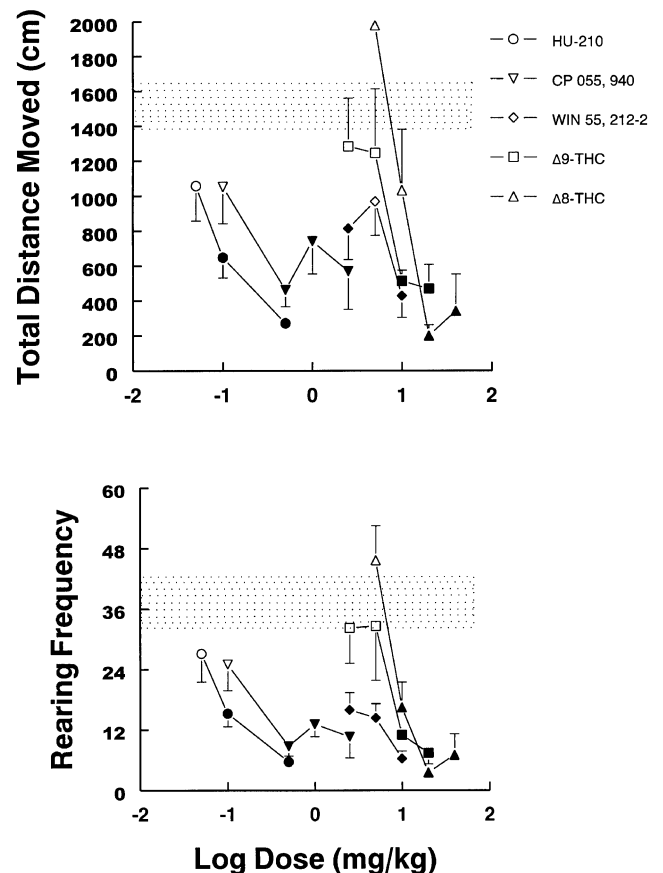 Total Distance Moved (cm)
2000
1800
1600
1400
1200
1000
800
600
400
200
0
-2 -1 0 1 2
HU-210
CP 055, 940
WIN 55, 212-2
Δ9-THC
Δ8-THC
Rearing Frequency
60
48
36
24
12
0
-2 -1 0 1 2
Log Dose (mg/kg)